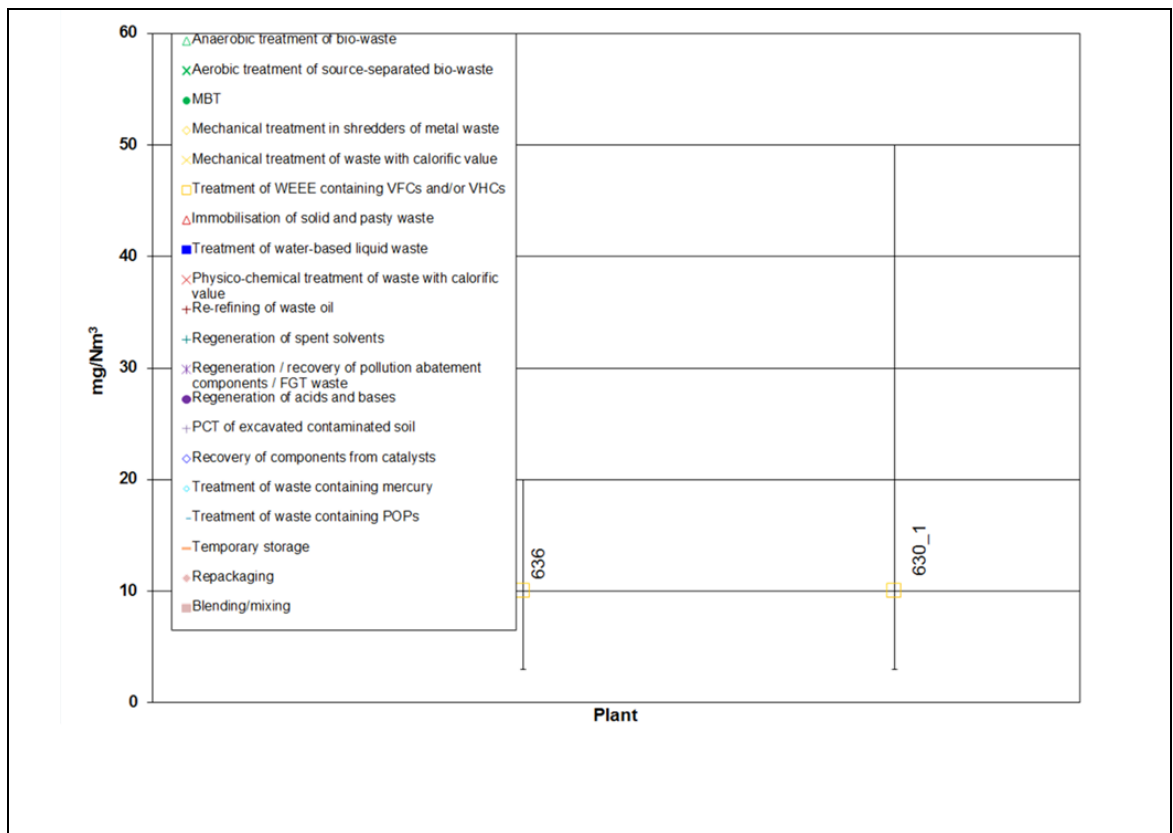 60
Anaerobic treatment of bio-waste
Aerobic treatment of source-separated bio-waste
MBT
Mechanical treatment in shredders of metal waste
50
Mechanical treatment of waste with calorific value
Treatment of WEEE containing VFCs and/or VHCs
Immobilisation of solid and pasty waste
40
Treatment of water-based liquid waste
Physico-chemical treatment of waste with calorific
value
Re-refining of waste oil
mg/Nm³
Regeneration of spent solvents
30
Regeneration / recovery of pollution abatement
components / FGT waste
Regeneration of acids and bases
PCT of excavated contaminated soil
Recovery of components from catalysts
20
Treatment of waste containing mercury
Treatment of waste containing POPs
Temporary storage
636
630_1
10
Repackaging
Blending/mixing
0
Plant